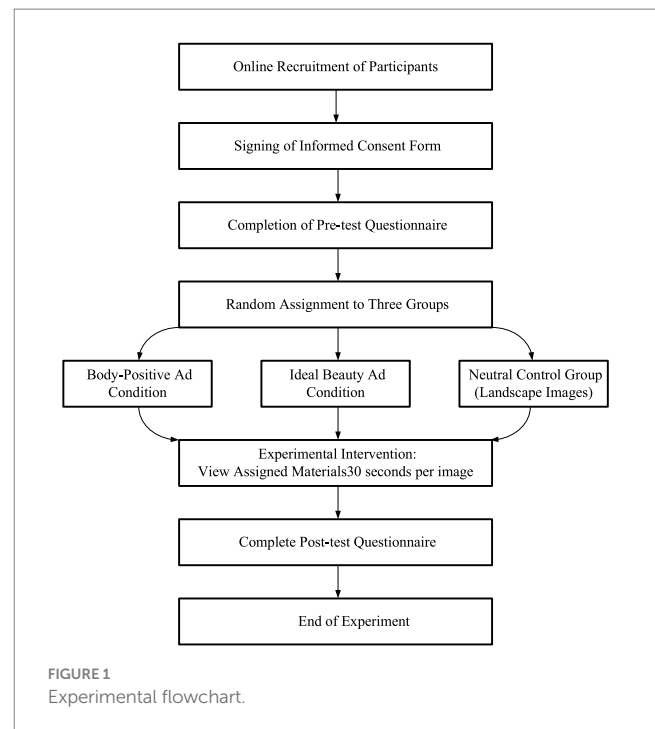 Online Recruitment of Participants
Signing of Informed Consent Form
Completion of Pre-test Questionnaire
Random Assignment to Three Groups
Body-Positive Ad
Condition
Ideal Beauty Ad
Condition
Neutral Control Group
(Landscape Images)
Experimental Intervention:
View Assigned Materials30 seconds per image
Complete Post-test Questionnaire
End of Experiment
FIGURE 1
Experimental flowchart.